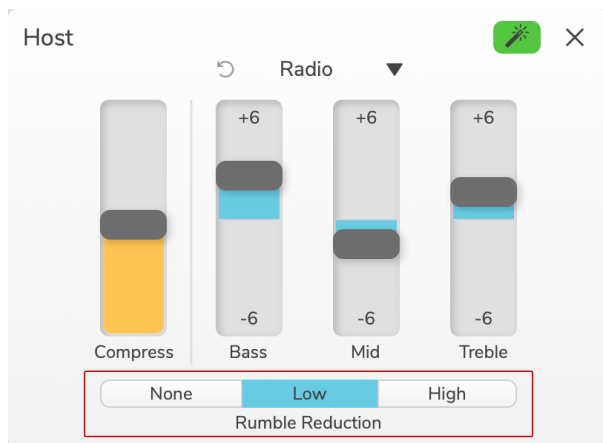 Host
Radio
+6 +6 +6
-6 -6 -6
Compress Bass Mid Treble
None Low High
Rumble Reduction